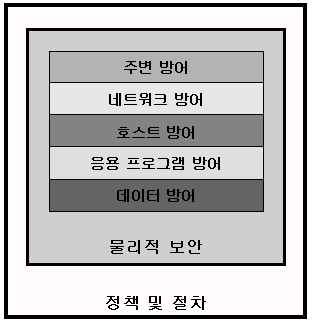 주변 방어
네트워크 방어
호스트 방어
응용 프로그램 방어
데이터 방어
물리적 보안
정책 및 절차